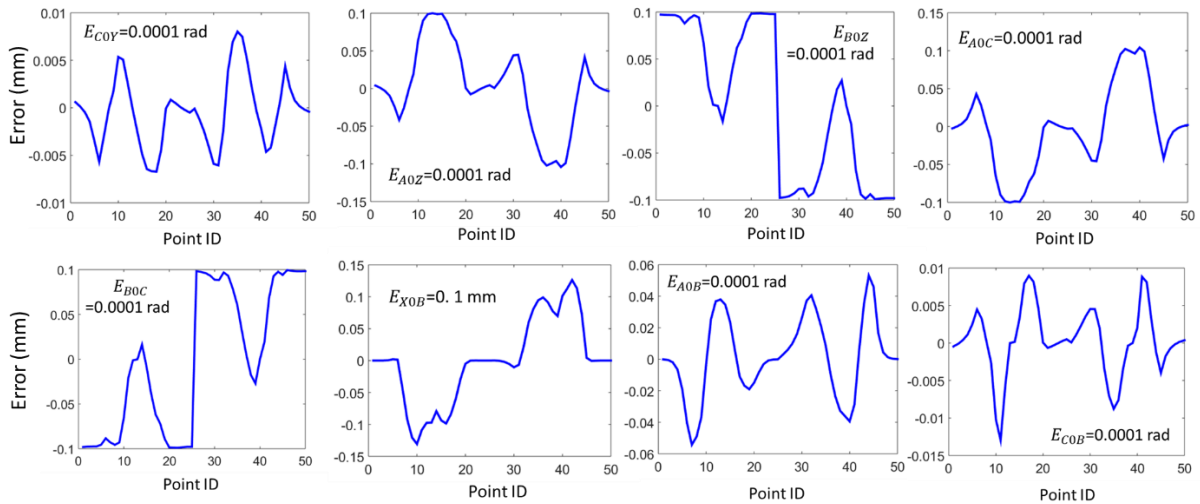 0.01
0.005
0
-0.005
-0.01
Error (mm)
E_C0Y=0.0001 rad
0 10 20 30 40 50
Point ID
0.1
0.05
0
-0.05
-0.1
-0.15
E_A0Z=0.0001 rad
0 10 20 30 40 50
Point ID
0.1
0.05
0
-0.05
-0.1
E_B0Z
=0.0001 rad
0 10 20 30 40 50
Point ID
0.15
0.1
0.05
0
-0.05
-0.1
E_A0C=0.0001 rad
0 10 20 30 40 50
Point ID
0.1
0.05
0
-0.05
-0.1
Error (mm)
E_B0C
=0.0001 rad
0 10 20 30 40 50
Point ID
0.15
0.1
0.05
0
-0.05
-0.1
-0.15
E_X0B=0. 1 mm
0 10 20 30 40 50
Point ID
0.06
0.04
0.02
0
-0.02
-0.04
-0.06
E_A0B=0.0001 rad
0 10 20 30 40 50
Point ID
0.01
0.005
0
-0.005
-0.01
-0.015
E_C0B=0.0001 rad
0 10 20 30 40 50
Point ID